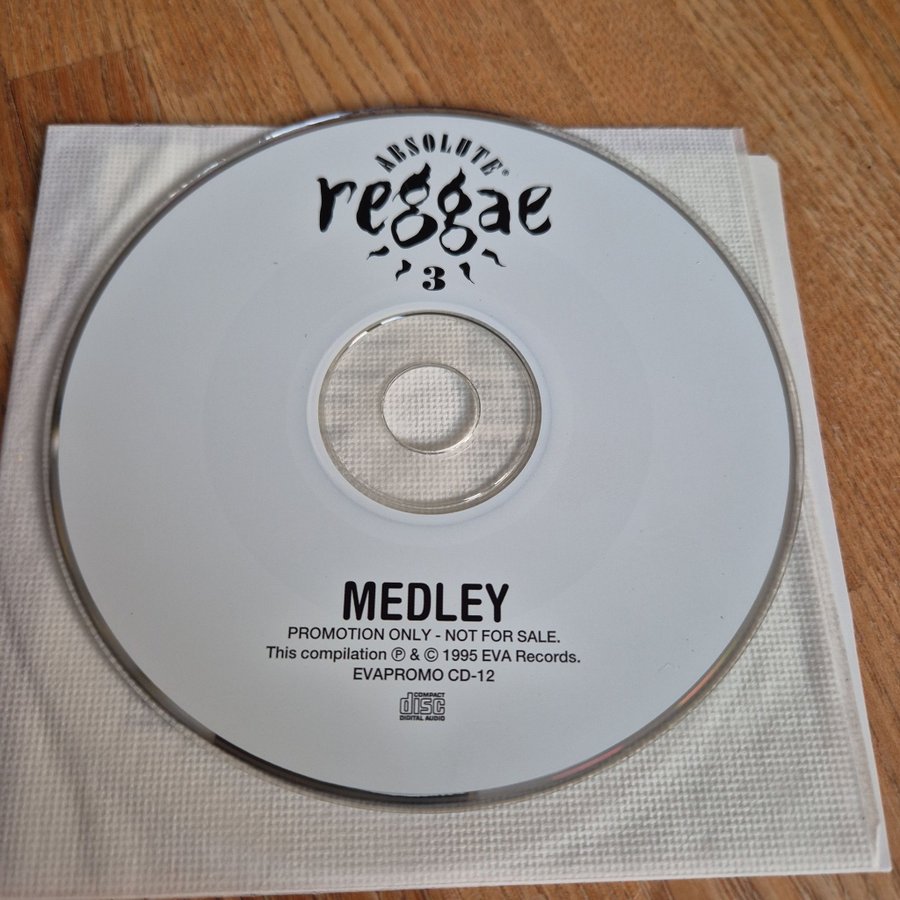 ABSOLUTE®
reggae
3
MEDLEY
PROMOTION ONLY - NOT FOR SALE.
This compilation ℗ & © 1995 EVA Records.
EVAPROMO CD-12
COMPACT
disc
DIGITAL AUDIO